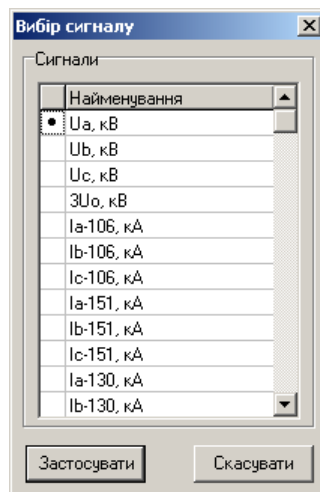 Вибір сигналу
Сигнали
Найменування
Ua, кВ
Ub, кВ
Uc, кВ
3Uo, кВ
Ia-106, кА
Ib-106, кА
Ic-106, кА
Ia-151, кА
Ib-151, кА
Ic-151, кА
Ia-130, кА
Ib-130, кА
Застосувати Скасувати